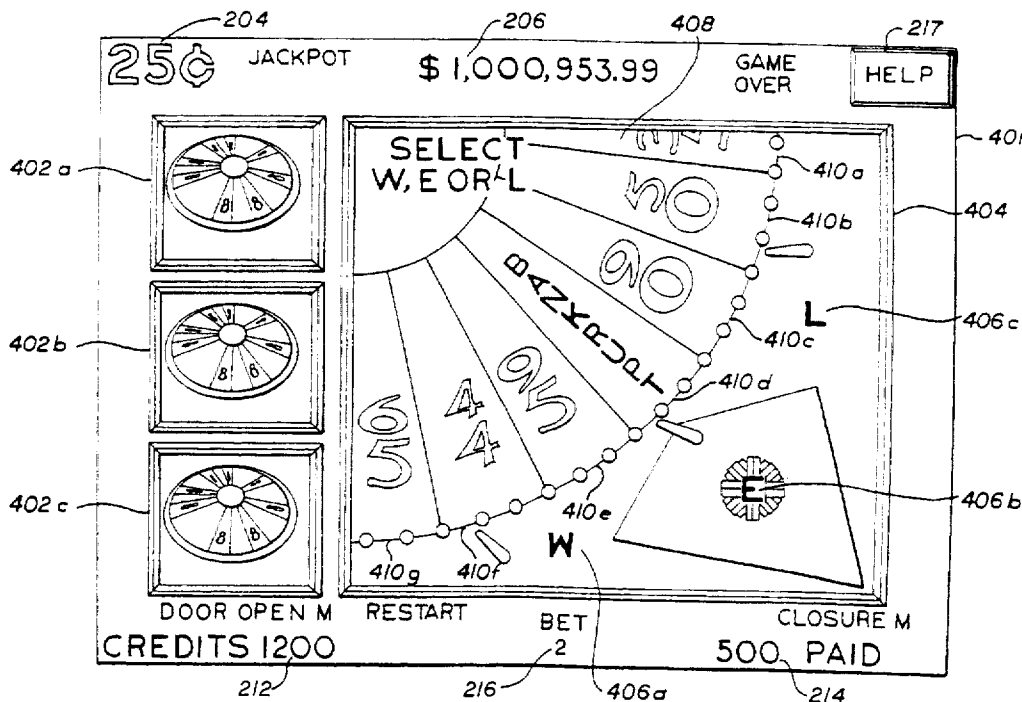 204 206 408 217
25¢ JACKPOT $1,000,953.99 GAME OVER HELP
401
402a SELECT W, E OR L 410a
50 410b 404
90
BANKRUPT L 406c
402b 410c
95 410d
44
65
402c E 406b
410e
W
410g 410f
DOOR OPEN M RESTART BET CLOSURE M
CREDITS 1200 2 500 PAID
212 216 406a 214